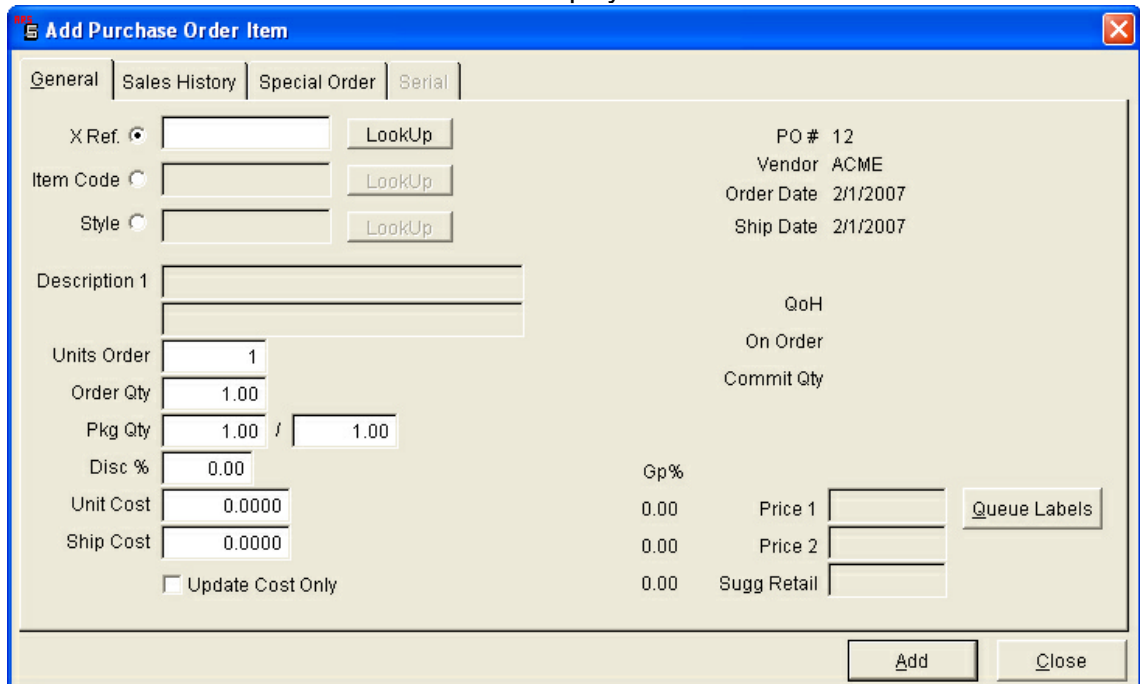 Add Purchase Order Item
General Sales History Special Order Serial
X Ref. LookUp PO # 12
Vendor ACME
Item Code LookUp
Order Date 2/1/2007
Style LookUp Ship Date 2/1/2007
Description 1
QoH
Units Order 1 On Order
Order Qty 1.00 Commit Qty
Pkg Qty 1.00 / 1.00
Disc % 0.00 Gp%
Unit Cost 0.0000 0.00 Price 1 Queue Labels
Ship Cost 0.0000 0.00 Price 2
Update Cost Only 0.00 Sugg Retail
Add Close